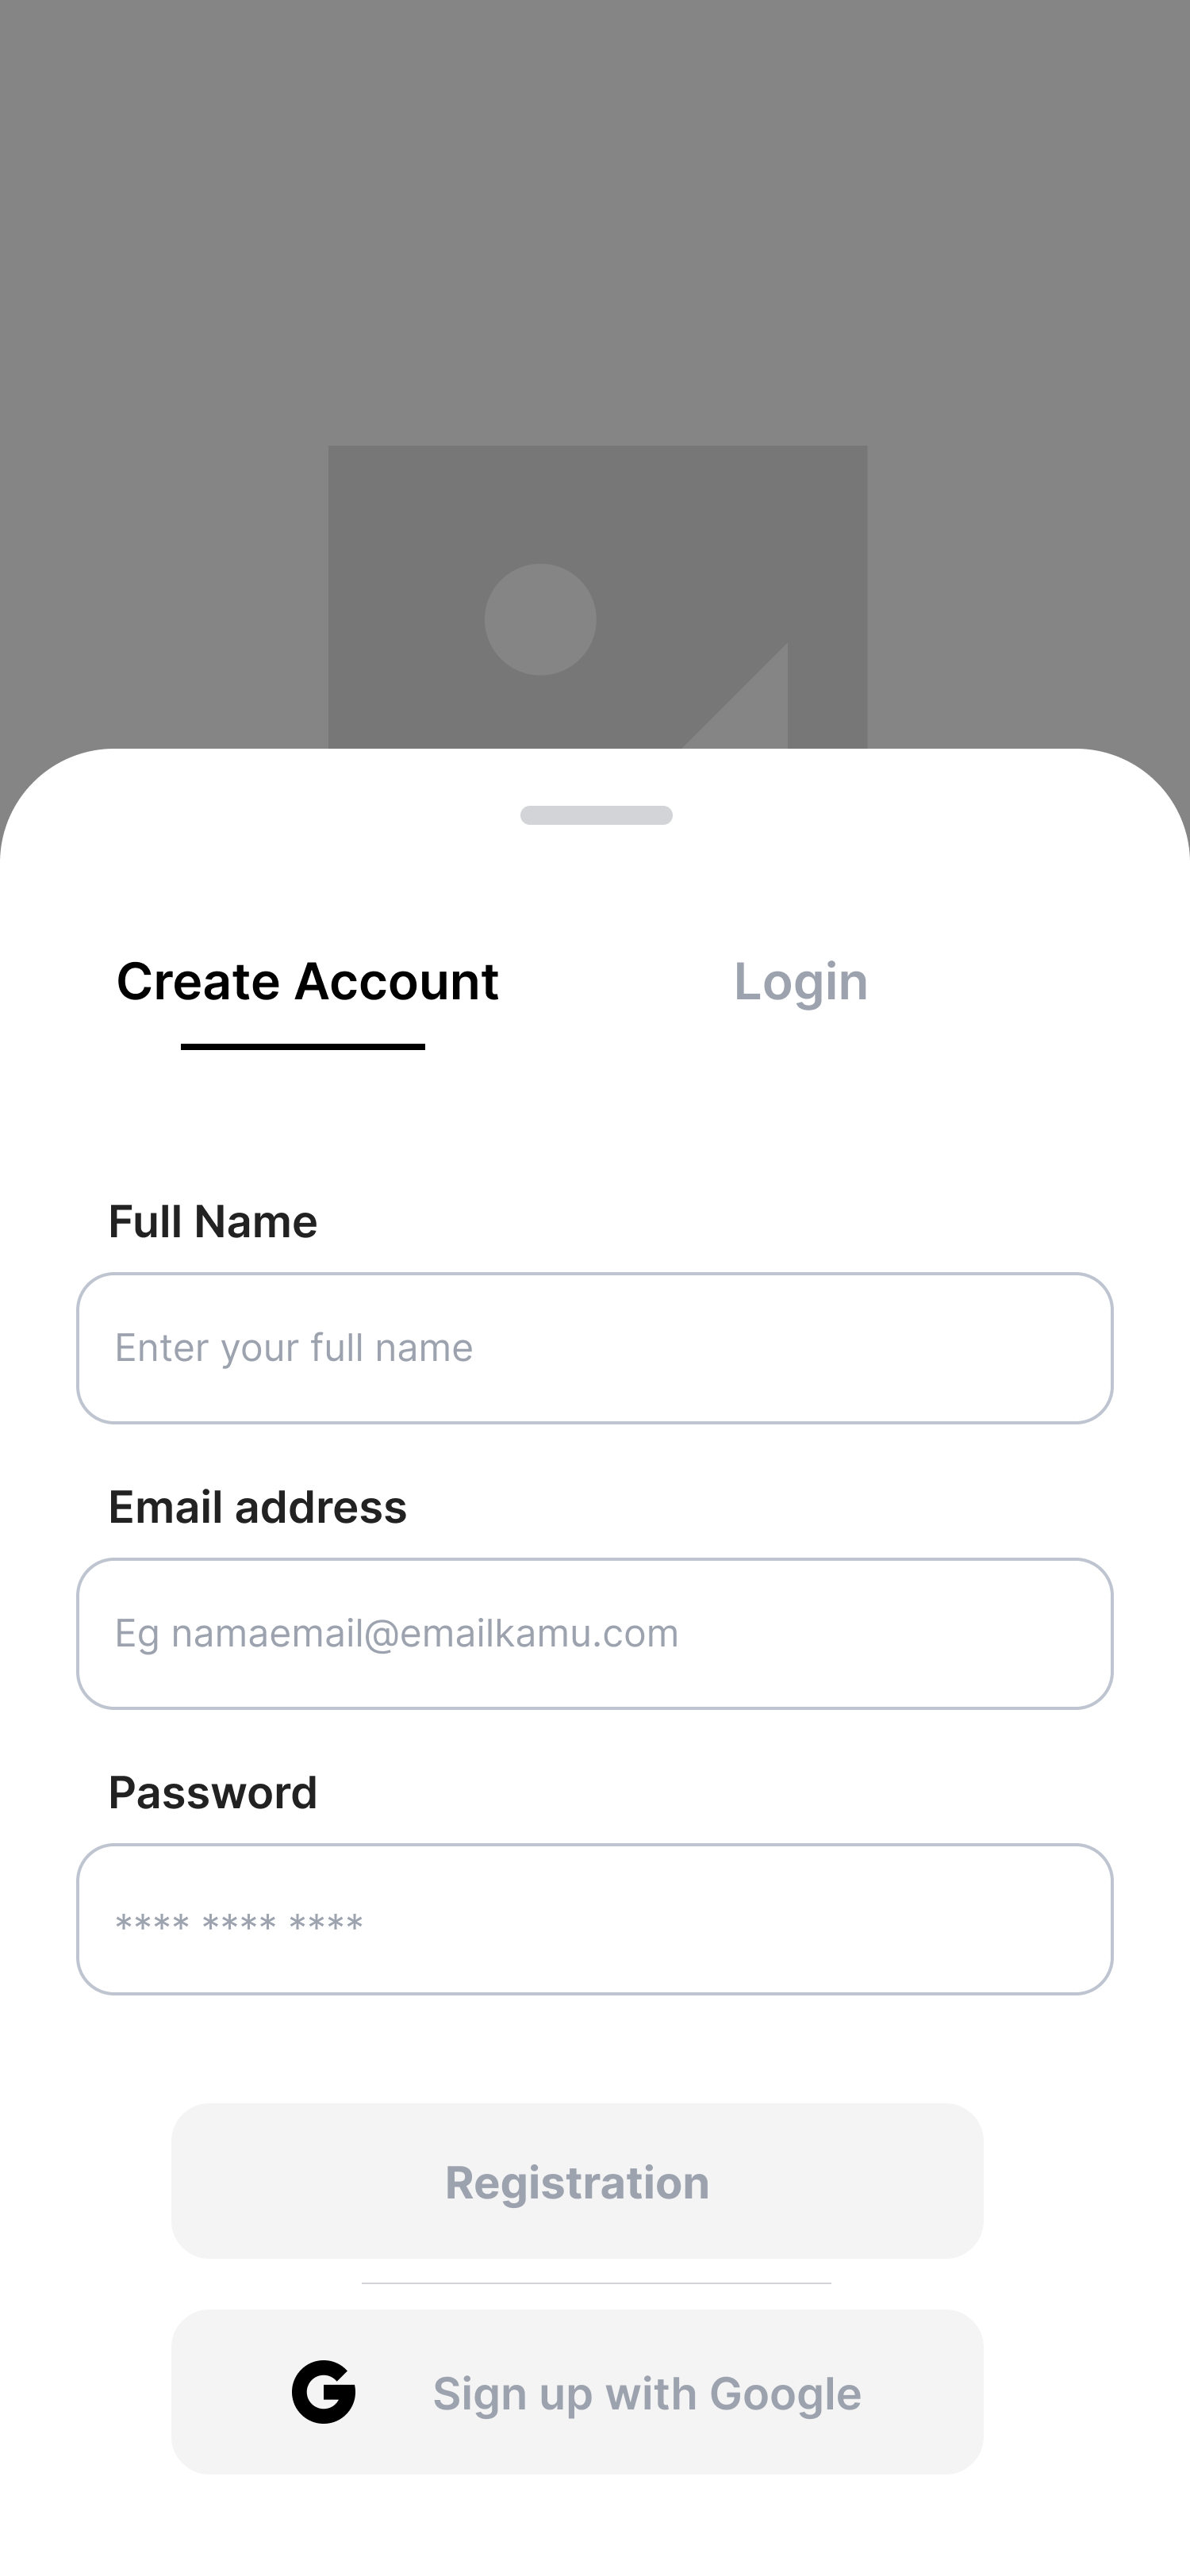 Create Account
Login
Full Name
Enter your full name
Email address
Eg namaemail@emailkamu.com
Password
**** **** ****
Registration
G Sign up with Google